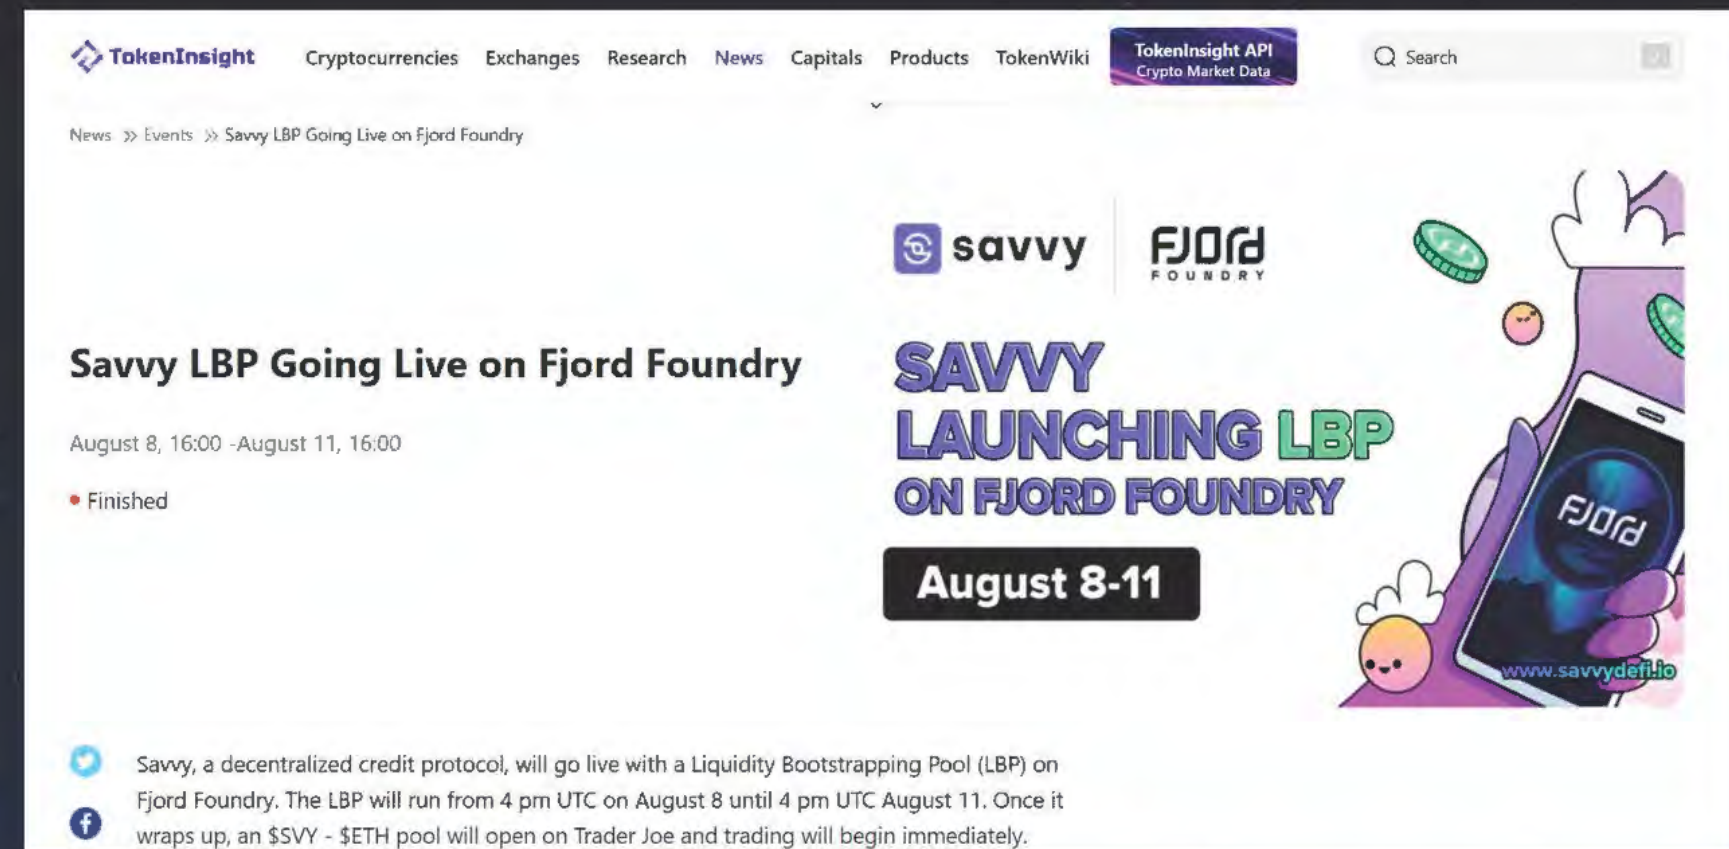 TokenInsight
Cryptocurrencies Exchanges Research News Capitals Products TokenWiki
TokenInsight API
Crypto Market Data
Search
News >> Events >> Savvy LBP Going Live on Fjord Foundry
savvy
FJOrd
FOUNDRY
Savvy LBP Going Live on Fjord Foundry
August 8, 16:00 -August 11, 16:00
• Finished
SAVVY
LAUNCHING LBP
ON FJORD FOUNDRY
August 8-11
FJOrd
www.savvydefi.io
Savvy, a decentralized credit protocol, will go live with a Liquidity Bootstrapping Pool (LBP) on
Fjord Foundry. The LBP will run from 4 pm UTC on August 8 until 4 pm UTC August 11. Once it
wraps up, an $SVY - $ETH pool will open on Trader Joe and trading will begin immediately.